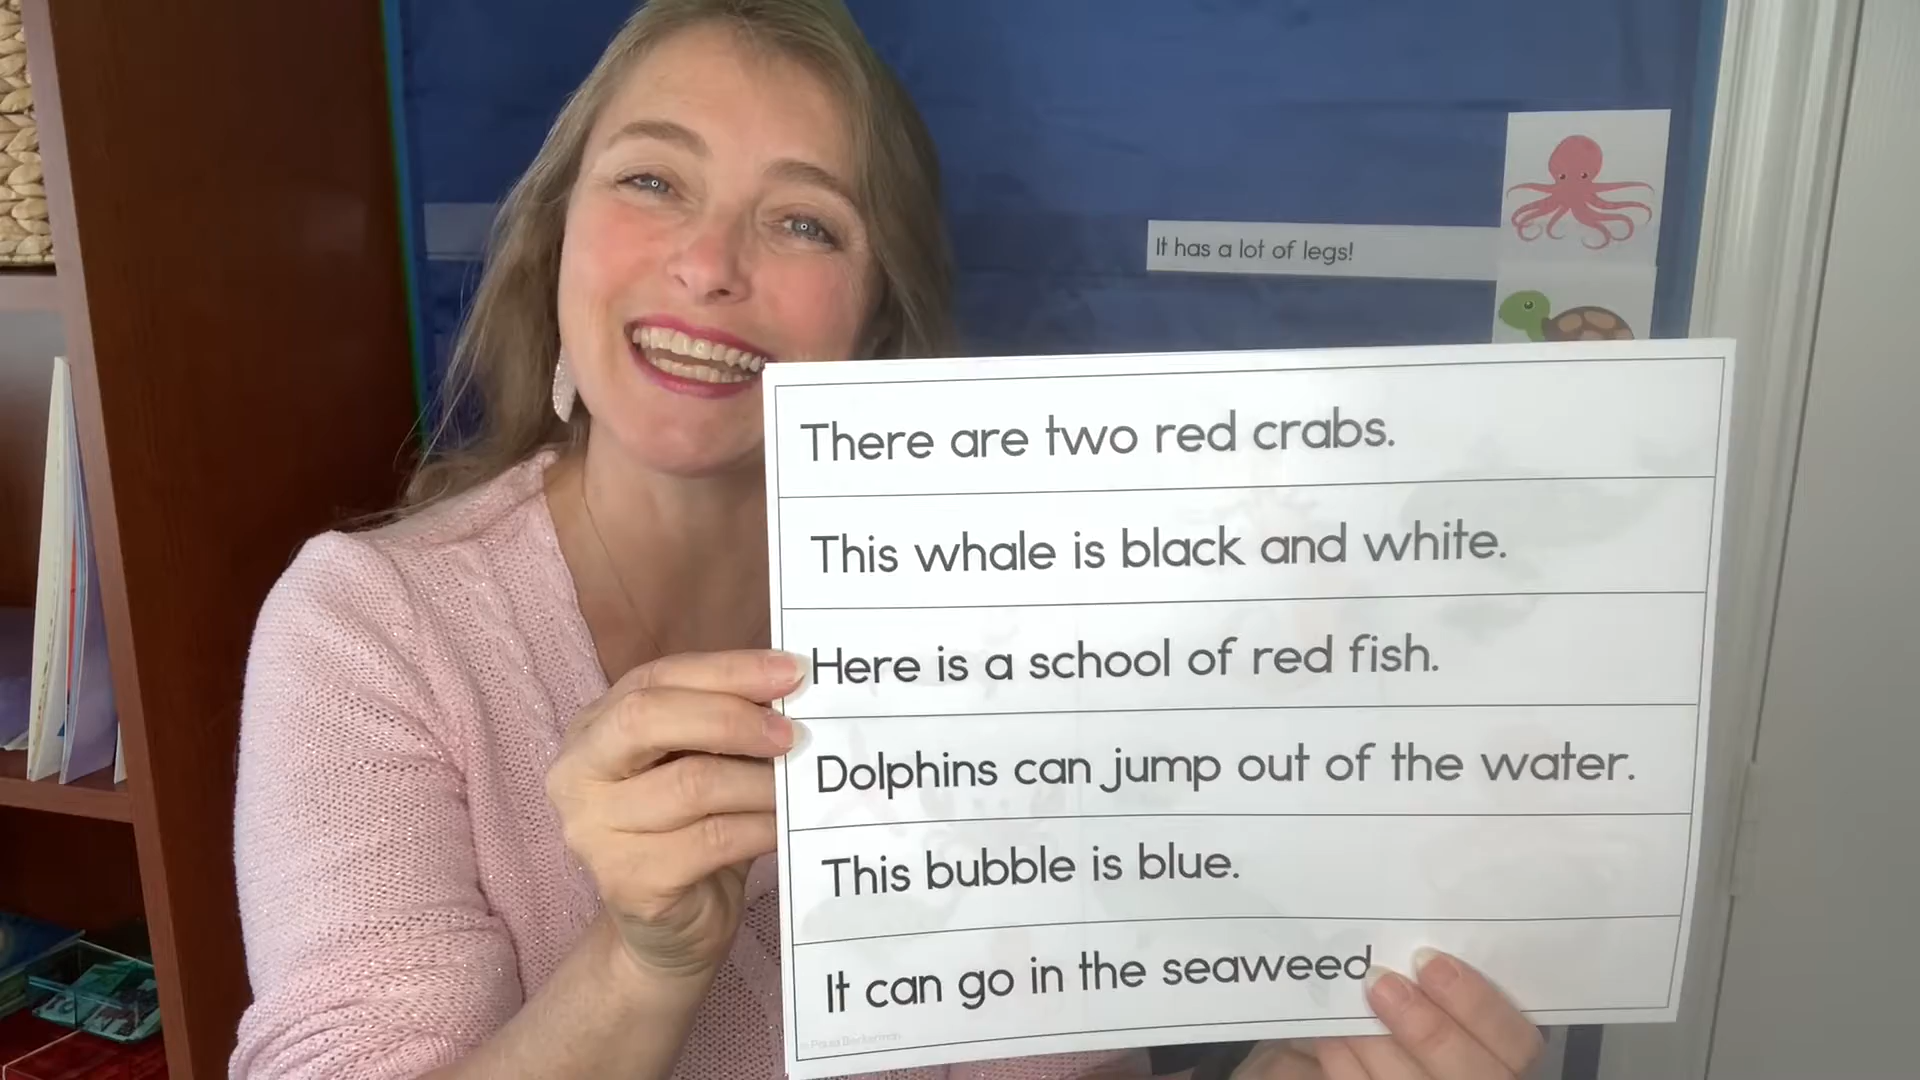 It has a lot of legs!
There are two red crabs.
This whale is black and white.
Here is a school of red fish.
Dolphins can jump out of the water.
This bubble is blue.
It can go in the seaweed